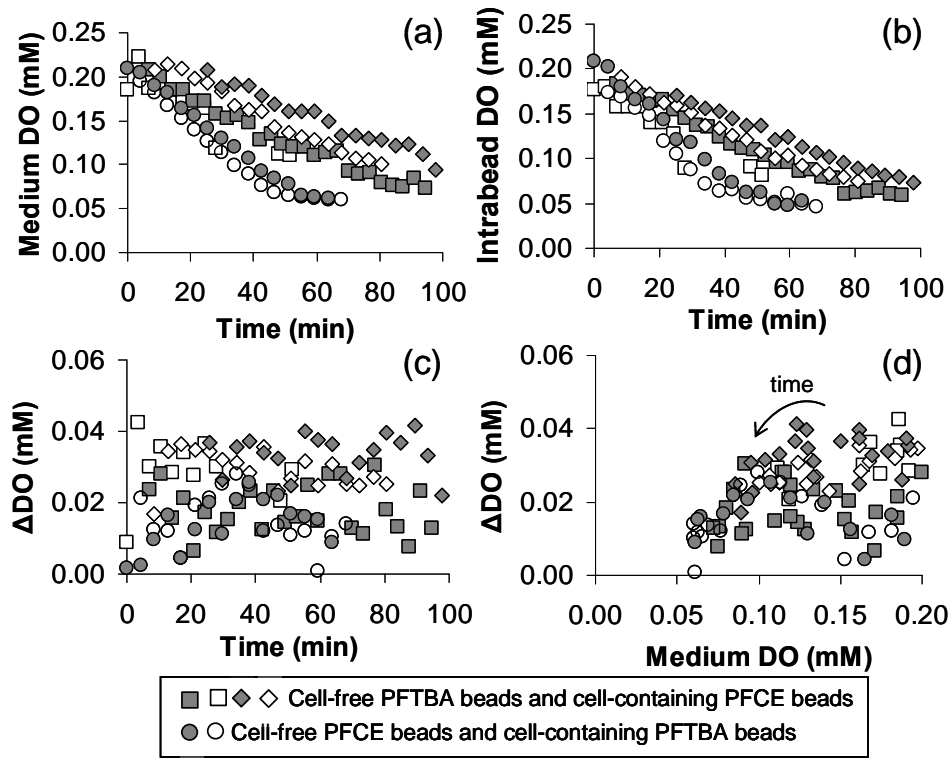 (a)
Medium DO (mM)
0.25
0.20
0.15
0.10
0.05
0.00
0 20 40 60 80 100
Time (min)
(b)
Intrabead DO (mM)
0.25
0.20
0.15
0.10
0.05
0.00
0 20 40 60 80 100
Time (min)
(c)
ΔDO (mM)
0.06
0.04
0.02
0.00
0 20 40 60 80 100
Time (min)
(d)
time
ΔDO (mM)
0.06
0.04
0.02
0.00
0.00 0.05 0.10 0.15 0.20
Medium DO (mM)
Cell-free PFTBA beads and cell-containing PFCE beads
Cell-free PFCE beads and cell-containing PFTBA beads